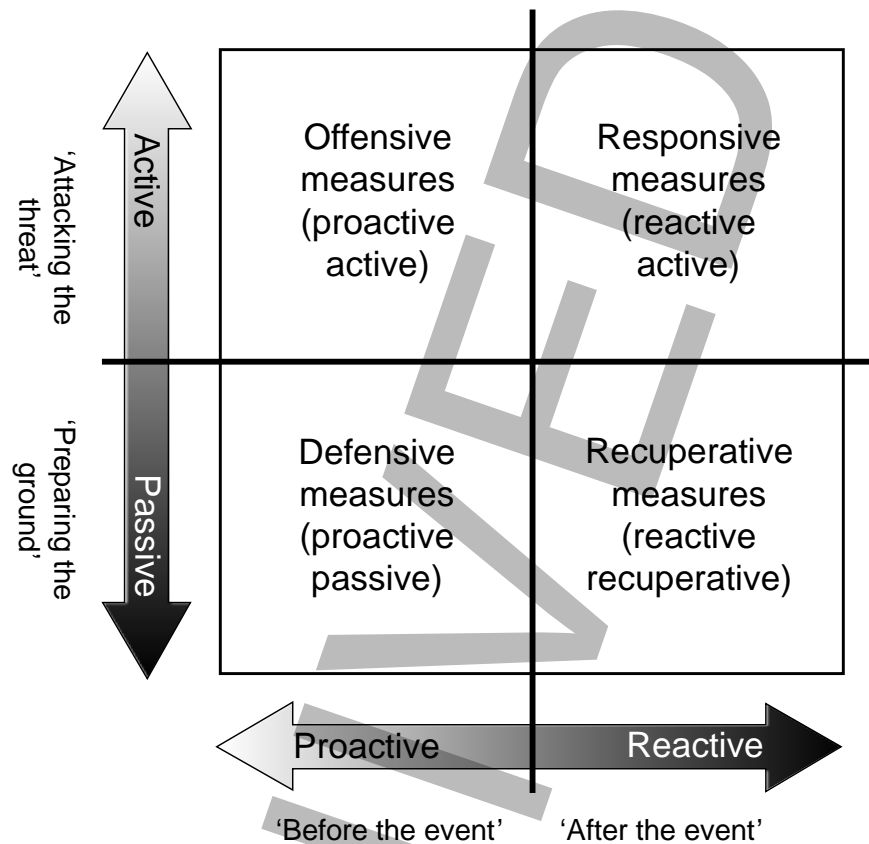 Offensive
measures
(proactive
active)
Responsive
measures
(reactive
active)
‘Attacking the
threat’
Active
Defensive
measures
(proactive
passive)
Recuperative
measures
(reactive
recuperative)
‘Preparing the
ground’
Passive
Proactive
Reactive
‘Before the event’
‘After the event’